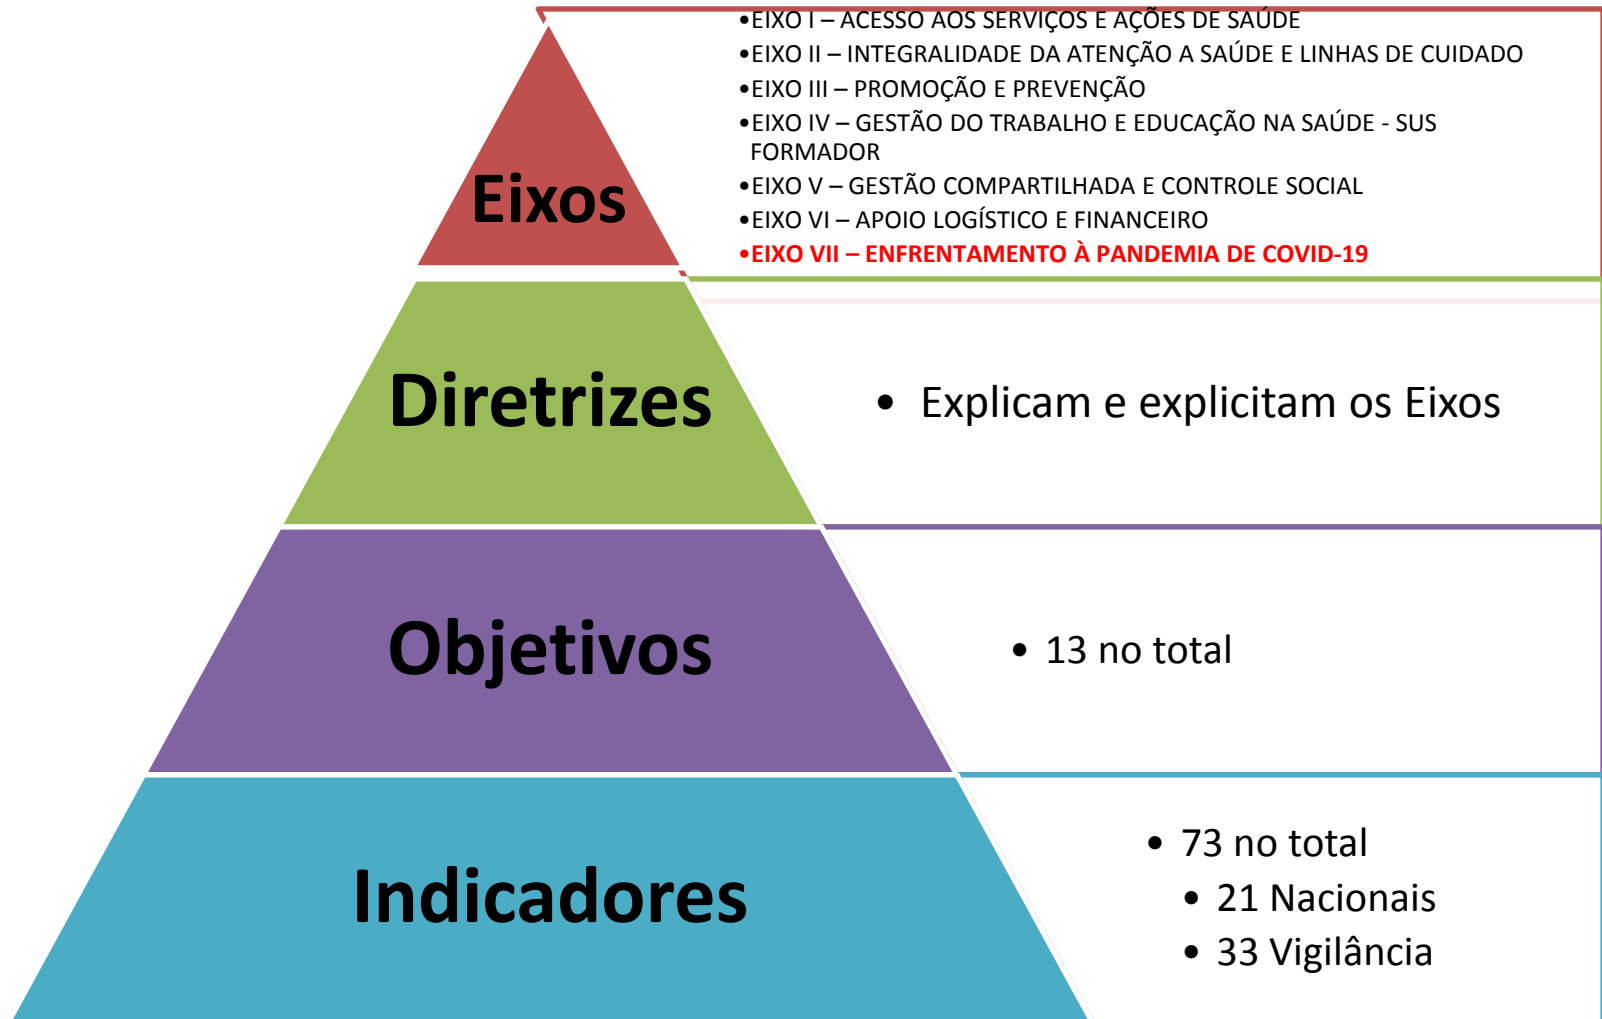 •EIXO I – ACESSO AOS SERVIÇOS E AÇÕES DE SAÚDE
•EIXO II – INTEGRALIDADE DA ATENÇÃO A SAÚDE E LINHAS DE CUIDADO
•EIXO III – PROMOÇÃO E PREVENÇÃO
•EIXO IV – GESTÃO DO TRABALHO E EDUCAÇÃO NA SAÚDE - SUS
FORMADOR
•EIXO V – GESTÃO COMPARTILHADA E CONTROLE SOCIAL
•EIXO VI – APOIO LOGÍSTICO E FINANCEIRO
•EIXO VII – ENFRENTAMENTO À PANDEMIA DE COVID-19
Eixos
Diretrizes
• Explicam e explicitam os Eixos
Objetivos
• 13 no total
Indicadores
• 73 no total
• 21 Nacionais
• 33 Vigilância